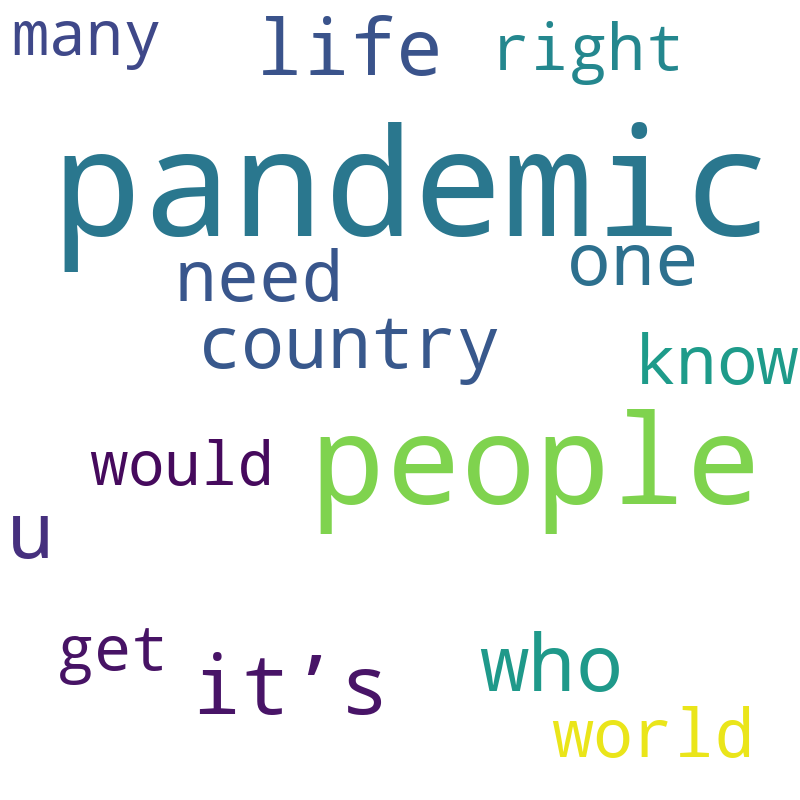 many life right
pandemic
need one
country
know
would people
u
get it’s who
world